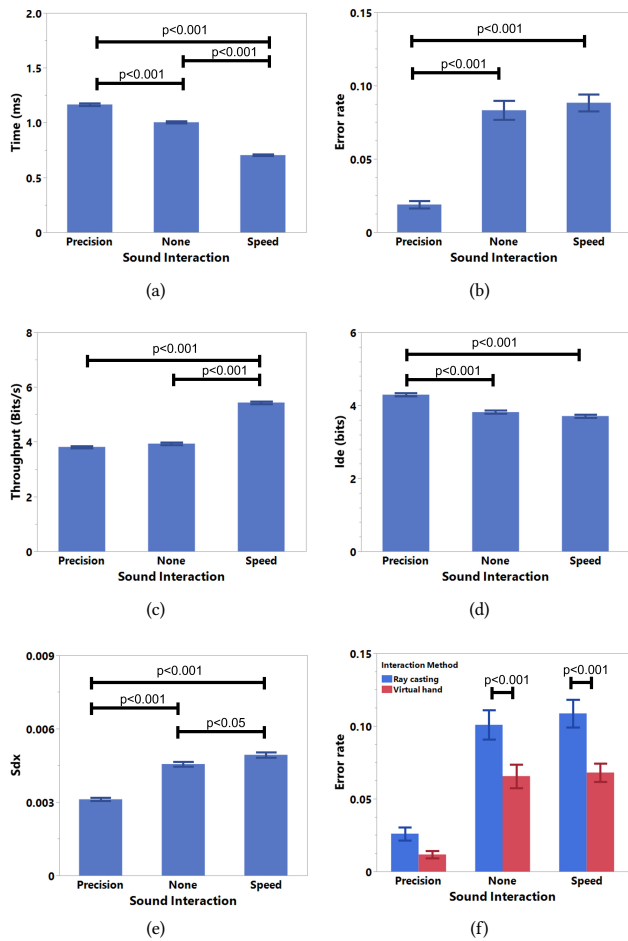 2.0
1.5
1.0
0.5
0
Time (ms)
p<0.001
p<0.001
p<0.001
Precision
None
Speed
Sound Interaction
(a)
0.15
0.10
0.05
0
Error rate
p<0.001
p<0.001
Precision
None
Speed
Sound Interaction
(b)
8
6
4
2
0
Throughput (Bits/s)
p<0.001
p<0.001
Precision
None
Speed
Sound Interaction
(c)
6
4
2
0
Ide (bits)
p<0.001
p<0.001
Precision
None
Speed
Sound Interaction
(d)
0.009
0.006
0.003
0
Sdx
p<0.001
p<0.001
p<0.05
Precision
None
Speed
Sound Interaction
(e)
0.15
0.10
0.05
0
Error rate
Interaction Method
Ray casting
Virtual hand
p<0.001
p<0.001
Precision
None
Speed
Sound Interaction
(f)